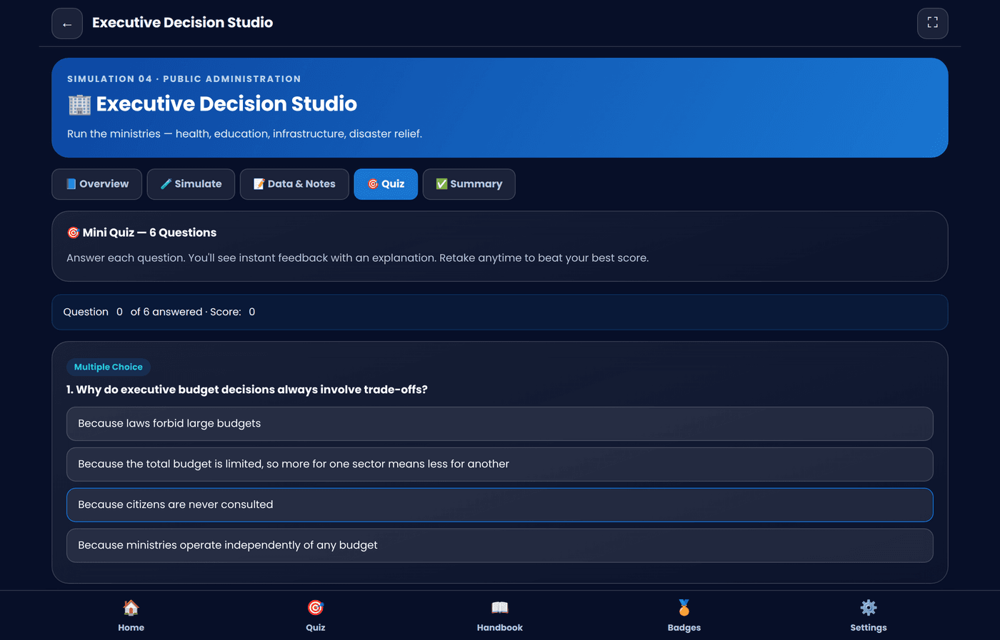 ← Executive Decision Studio
SIMULATION 04 · PUBLIC ADMINISTRATION
🏢 Executive Decision Studio
Run the ministries — health, education, infrastructure, disaster relief.
📘 Overview 🧪 Simulate 📝 Data & Notes 🎯 Quiz ✅ Summary
🎯 Mini Quiz — 6 Questions
Answer each question. You'll see instant feedback with an explanation. Retake anytime to beat your best score.
Question 0 of 6 answered · Score: 0
Multiple Choice
1. Why do executive budget decisions always involve trade-offs?
Because laws forbid large budgets
Because the total budget is limited, so more for one sector means less for another
Because citizens are never consulted
Because ministries operate independently of any budget
Home Quiz Handbook Badges Settings